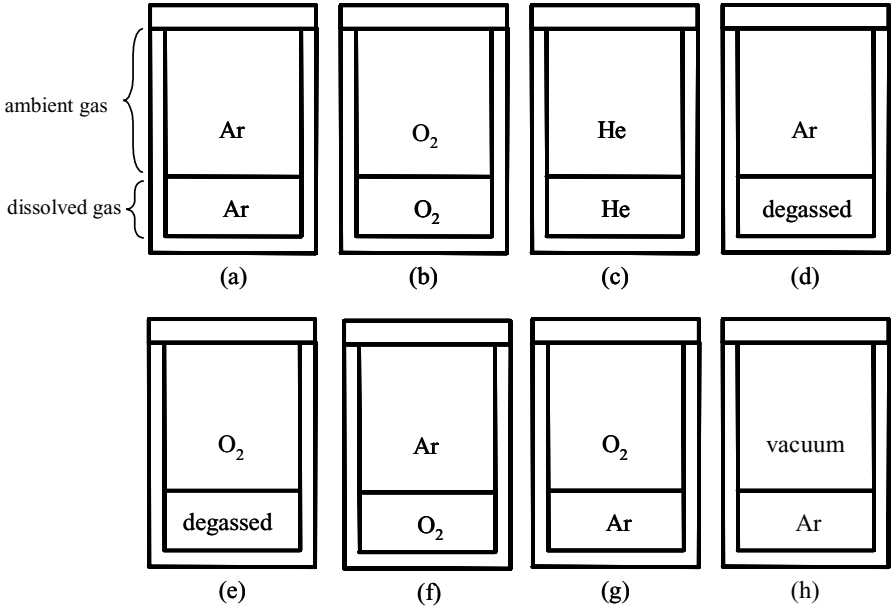 ambient gas
dissolved gas
Ar
Ar
(a)
O₂
O₂
(b)
He
He
(c)
Ar
degassed
(d)
O₂
degassed
(e)
Ar
O₂
(f)
O₂
Ar
(g)
vacuum
Ar
(h)